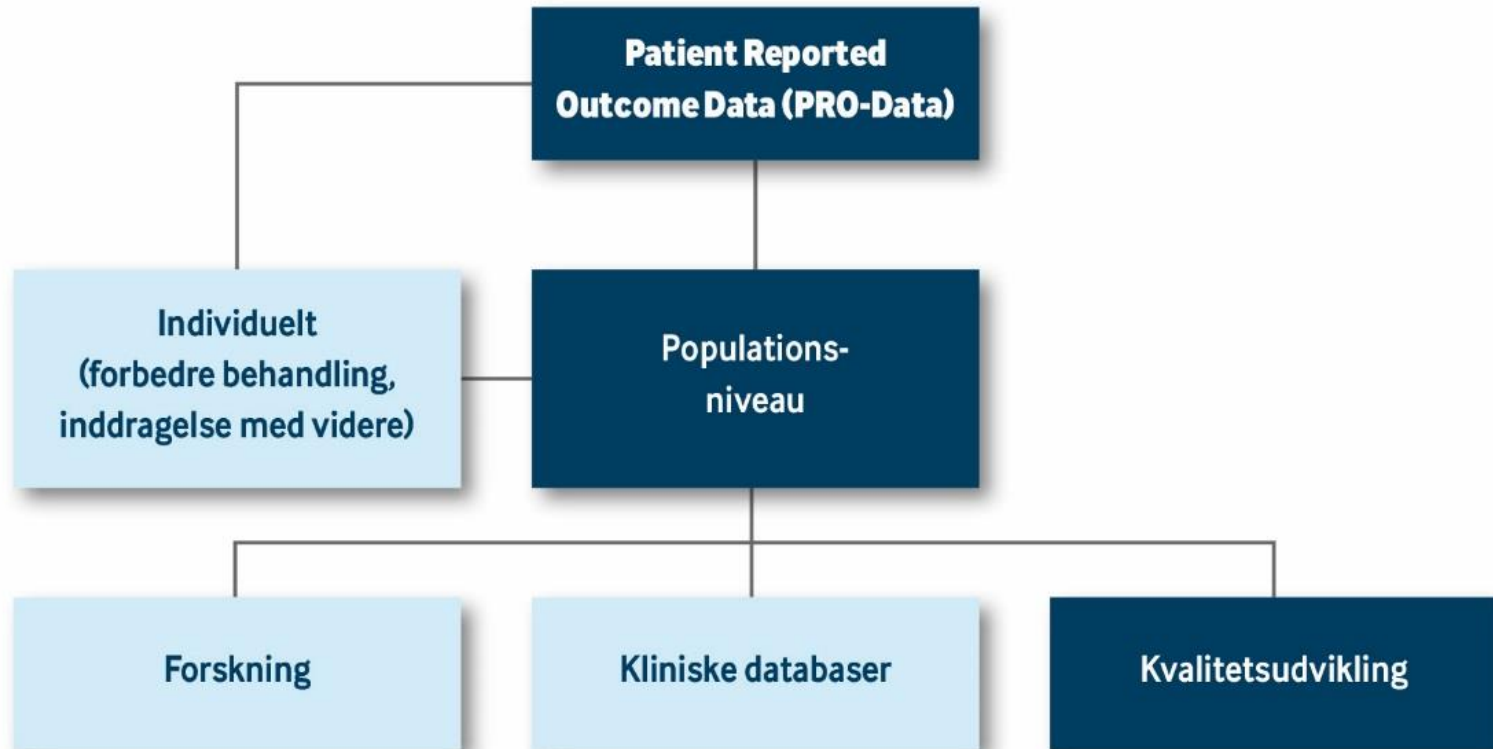 Patient Reported
Outcome Data (PRO-Data)
Individuelt
(forbedre behandling,
inddragelse med videre)
Populations-
niveau
Forskning
Kliniske databaser
Kvalitetsudvikling